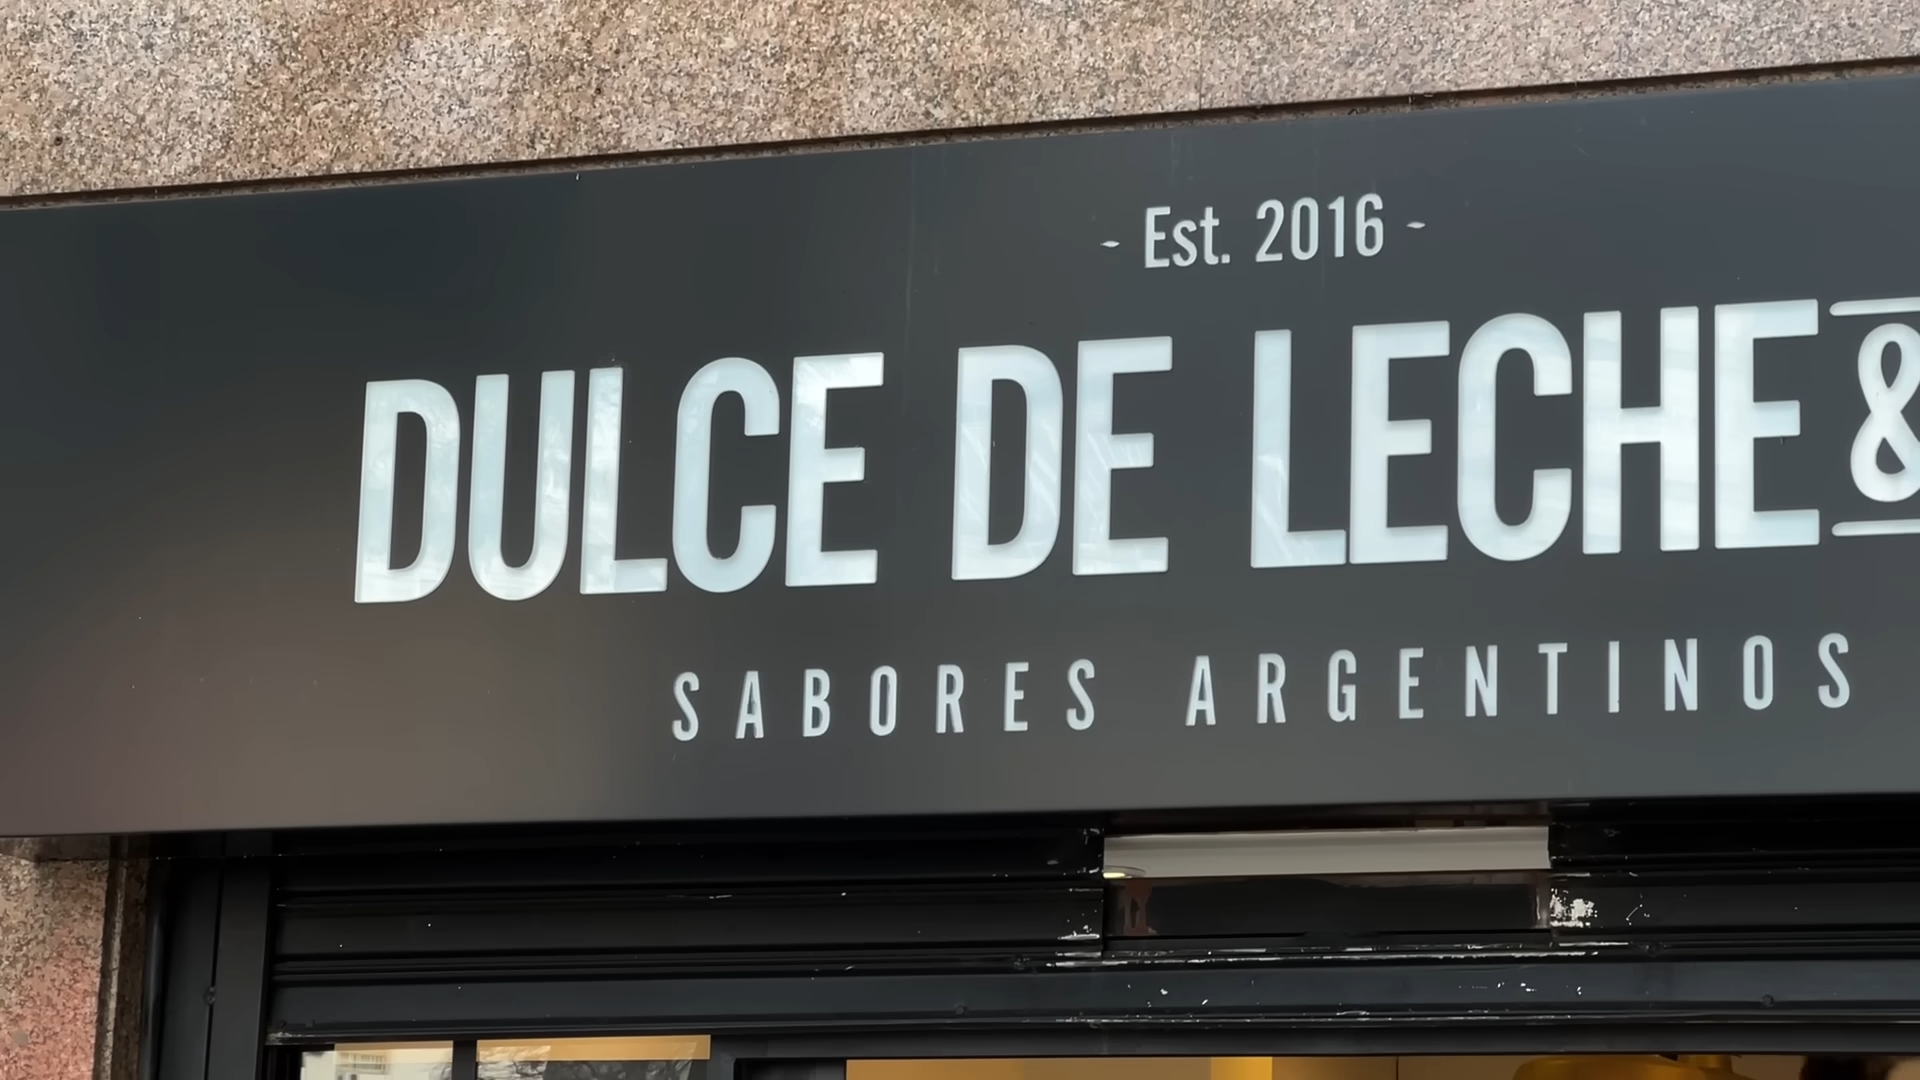 - Est. 2016 -
DULCE DE LECHE &
SABORES ARGENTINOS